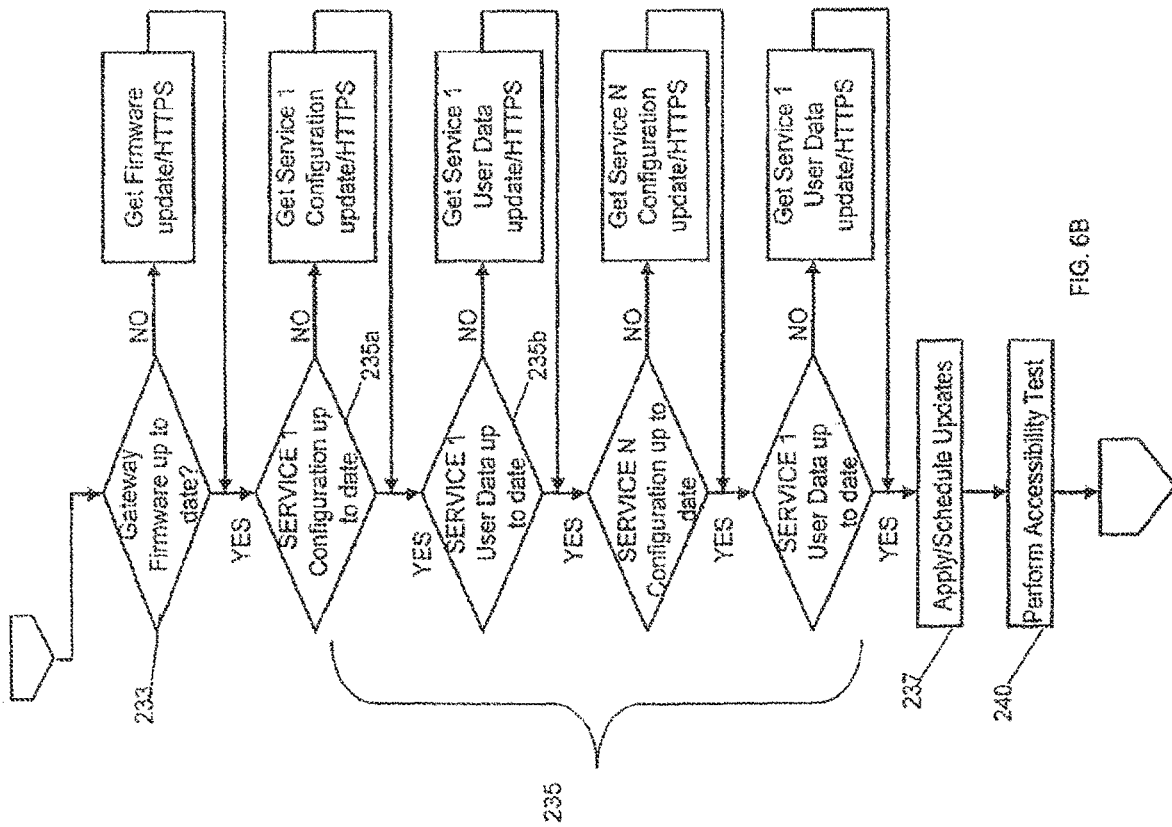 Gateway
Firmware up to
date?
233
NO
Get Firmware
update/HTTPS
YES
SERVICE 1
Configuration up
to date
235a
NO
Get Service 1
Configuration
update/HTTPS
YES
SERVICE 1
User Data up
to date
235b
NO
Get Service 1
User Data
update/HTTPS
YES
SERVICE N
Configuration up to
date
NO
Get Service N
Configuration
update/HTTPS
YES
SERVICE 1
User Data up
to date
NO
Get Service 1
User Data
update/HTTPS
YES
235
Apply/Schedule Updates
237
Perform Accessibility Test
240
FIG. 6B